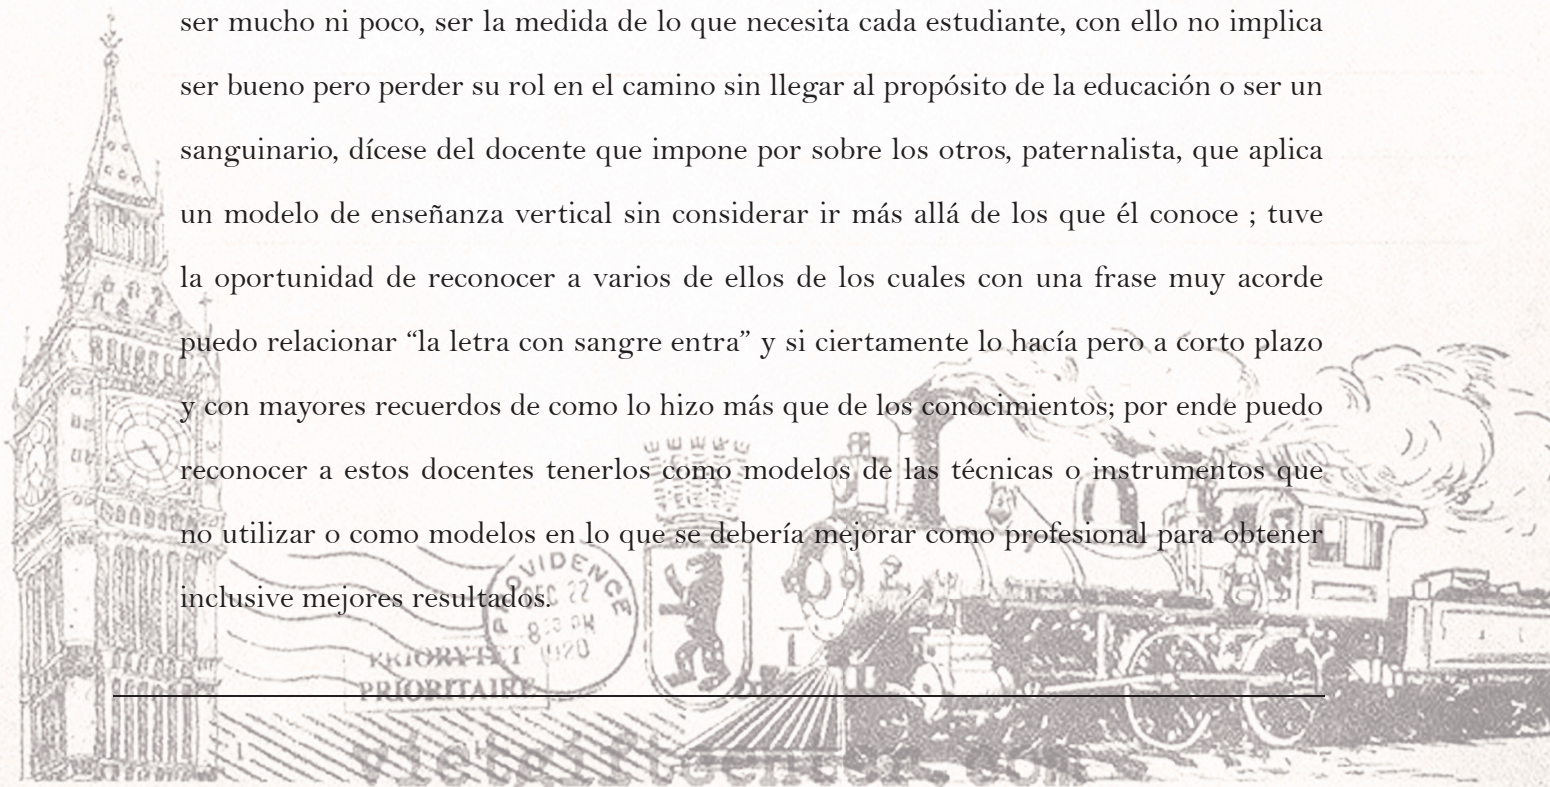 ser mucho ni poco, ser la medida de lo que necesita cada estudiante, con ello no implica
ser bueno pero perder su rol en el camino sin llegar al propósito de la educación o ser un
sanguinario, dícese del docente que impone por sobre los otros, paternalista, que aplica
un modelo de enseñanza vertical sin considerar ir más allá de los que él conoce ; tuve
la oportunidad de reconocer a varios de ellos de los cuales con una frase muy acorde
puedo relacionar “la letra con sangre entra” y si ciertamente lo hacía pero a corto plazo
y con mayores recuerdos de como lo hizo más que de los conocimientos; por ende puedo
reconocer a estos docentes tenerlos como modelos de las técnicas o instrumentos que
no utilizar o como modelos en lo que se debería mejorar como profesional para obtener
inclusive mejores resultados.
PROVIDENCE
DEC 22
1920
PRIORITET
PRIORITAIRE
1